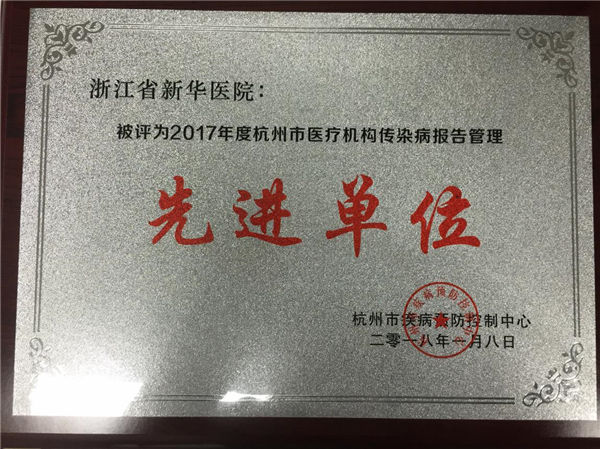 浙江省新华医院：
被评为2017年度杭州市医疗机构传染病报告管理
先进单位
杭州市疾病预防控制中心
二零一八年一月八日